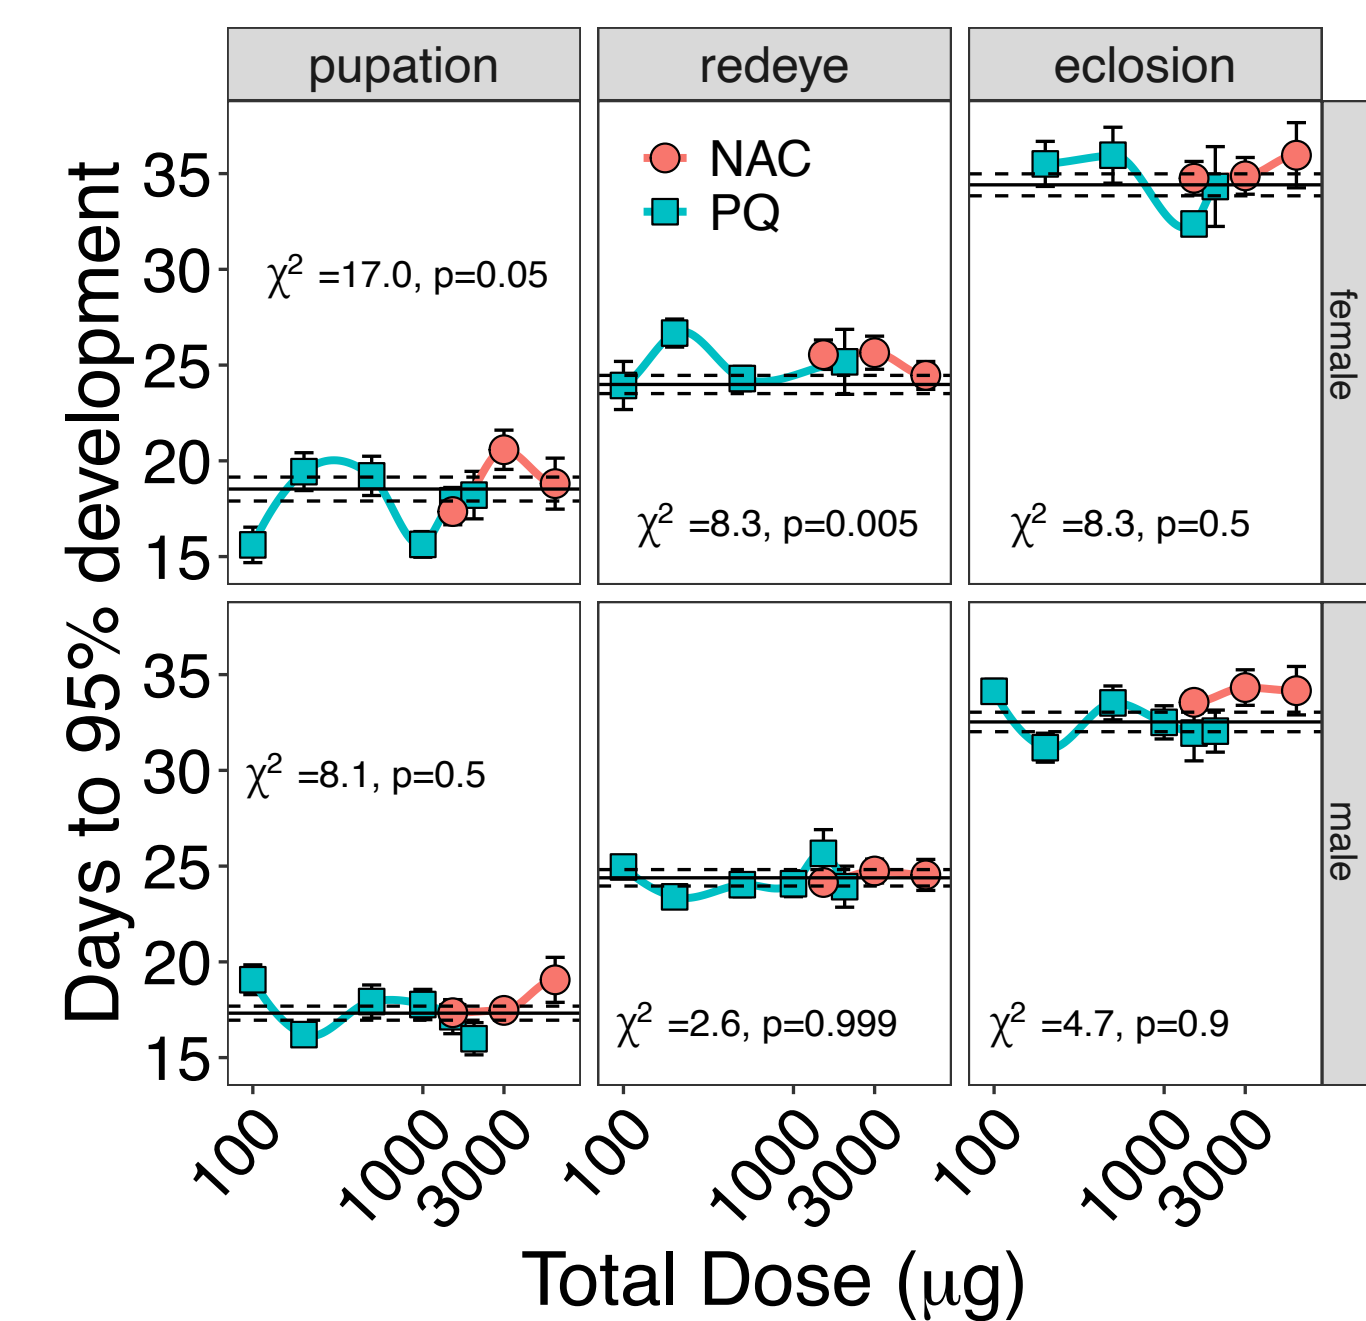 pupation
redeye
eclosion
NAC
PQ
35
30
25
20
15
χ² =17.0, p=0.05
χ² =8.3, p=0.005
χ² =8.3, p=0.5
female
Days to 95% development
35
30
25
20
15
χ² =8.1, p=0.5
χ² =2.6, p=0.999
χ² =4.7, p=0.9
male
100
1000
3000
100
1000
3000
100
1000
3000
Total Dose (μg)